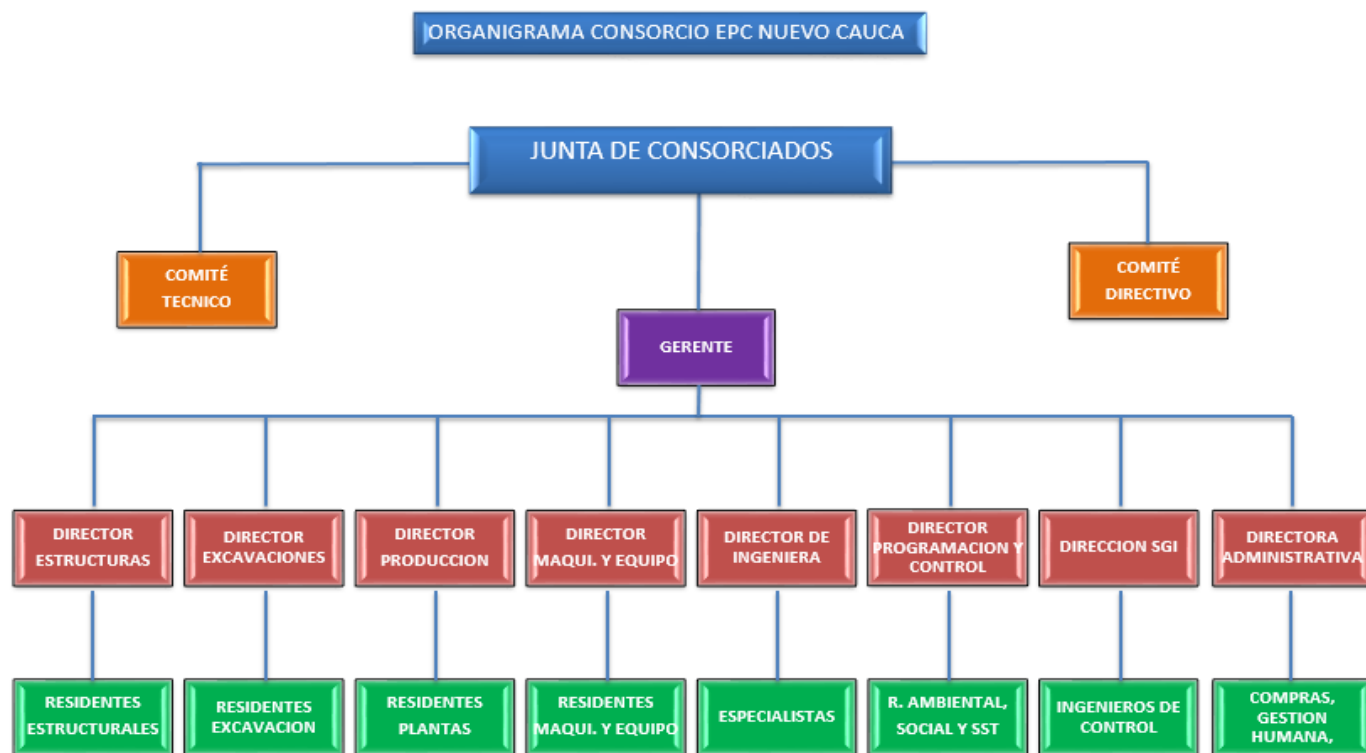 ORGANIGRAMA CONSORCIO EPC NUEVO CAUCA
JUNTA DE CONSORCIADOS
COMITÉ
TECNICO
COMITÉ
DIRECTIVO
GERENTE
DIRECTOR
ESTRUCTURAS
DIRECTOR
EXCAVACIONES
DIRECTOR
PRODUCCION
DIRECTOR
MAQUI. Y EQUIPO
DIRECTOR DE
INGENIERA
DIRECTOR
PROGRAMACION Y
CONTROL
DIRECCION SGI
DIRECTORA
ADMINISTRATIVA
RESIDENTES
ESTRUCTURALES
RESIDENTES
EXCAVACION
RESIDENTES
PLANTAS
RESIDENTES
MAQUI. Y EQUIPO
ESPECIALISTAS
R. AMBIENTAL,
SOCIAL Y SST
INGENIEROS DE
CONTROL
COMPRAS,
GESTION
HUMANA,